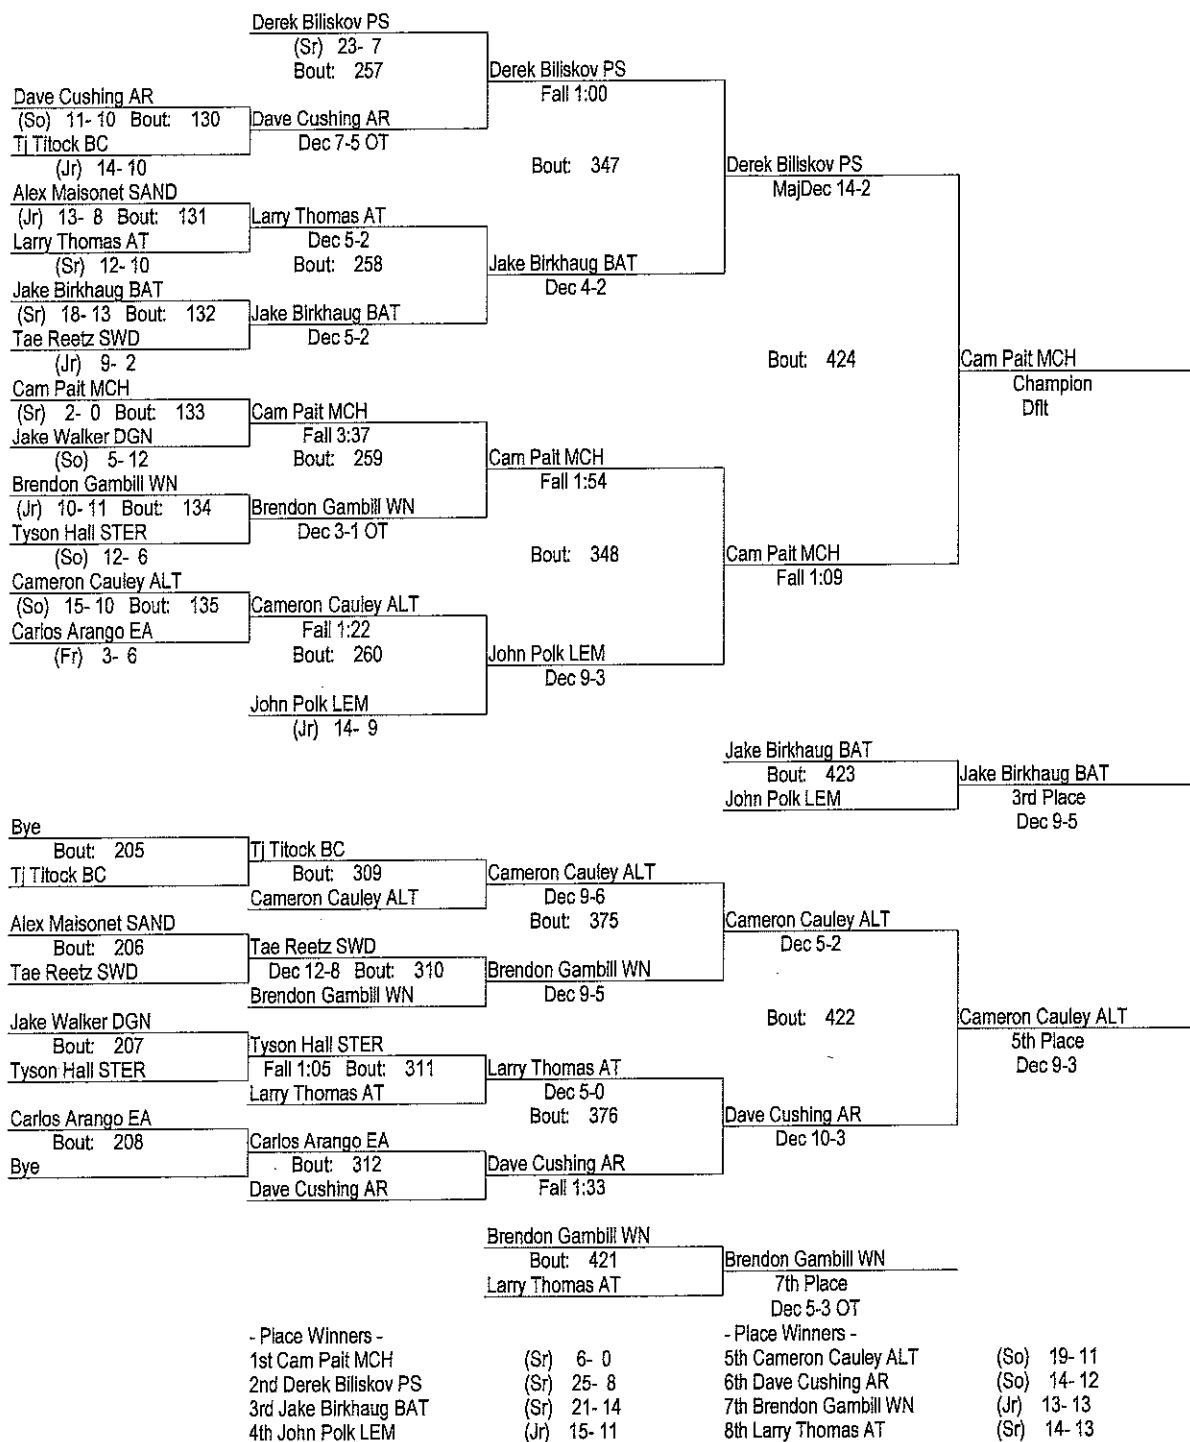 Derek Biliskov PS
(Sr) 23- 7
Bout: 257
Derek Biliskov PS
Fall 1:00
Dave Cushing AR
(So) 11- 10 Bout: 130
Tj Titock BC
(Jr) 14- 10
Dave Cushing AR
Dec 7-5 OT
Bout: 347
Derek Biliskov PS
MajDec 14-2
Alex Maisonet SAND
(Jr) 13- 8 Bout: 131
Larry Thomas AT
(Sr) 12- 10
Larry Thomas AT
Dec 5-2
Bout: 258
Jake Birkhaug BAT
Dec 4-2
Jake Birkhaug BAT
(Sr) 18- 13 Bout: 132
Tae Reetz SWD
(Jr) 9- 2
Jake Birkhaug BAT
Dec 5-2
Bout: 424
Cam Pait MCH
Champion
Dflt
Cam Pait MCH
(Sr) 2- 0 Bout: 133
Jake Walker DGN
(So) 5- 12
Cam Pait MCH
Fall 3:37
Bout: 259
Cam Pait MCH
Fall 1:54
Brendon Gambill WN
(Jr) 10- 11 Bout: 134
Tyson Hall STER
(So) 12- 6
Brendon Gambill WN
Dec 3-1 OT
Bout: 348
Cam Pait MCH
Fall 1:09
Cameron Cauley ALT
(So) 15- 10 Bout: 135
Carlos Arango EA
(Fr) 3- 6
Cameron Cauley ALT
Fall 1:22
Bout: 260
John Polk LEM
Dec 9-3
John Polk LEM
(Jr) 14- 9
Jake Birkhaug BAT
Bout: 423
John Polk LEM
Jake Birkhaug BAT
3rd Place
Dec 9-5
Bye
Bout: 205
Tj Titock BC
Tj Titock BC
Bout: 309
Cameron Cauley ALT
Cameron Cauley ALT
Dec 9-6
Bout: 375
Cameron Cauley ALT
Dec 5-2
Alex Maisonet SAND
Bout: 206
Tae Reetz SWD
Tae Reetz SWD
Dec 12-8 Bout: 310
Brendon Gambill WN
Brendon Gambill WN
Dec 9-5
Bout: 422
Cameron Cauley ALT
5th Place
Dec 9-3
Jake Walker DGN
Bout: 207
Tyson Hall STER
Tyson Hall STER
Fall 1:05 Bout: 311
Larry Thomas AT
Larry Thomas AT
Dec 5-0
Bout: 376
Dave Cushing AR
Dec 10-3
Carlos Arango EA
Bout: 208
Bye
Carlos Arango EA
Bout: 312
Dave Cushing AR
Dave Cushing AR
Fall 1:33
Brendon Gambill WN
Bout: 421
Larry Thomas AT
Brendon Gambill WN
7th Place
Dec 5-3 OT
- Place Winners -
1st Cam Pait MCH (Sr) 6- 0
2nd Derek Biliskov PS (Sr) 25- 8
3rd Jake Birkhaug BAT (Sr) 21- 14
4th John Polk LEM (Jr) 15- 11
- Place Winners -
5th Cameron Cauley ALT (So) 19- 11
6th Dave Cushing AR (So) 14- 12
7th Brendon Gambill WN (Jr) 13- 13
8th Larry Thomas AT (Sr) 14- 13